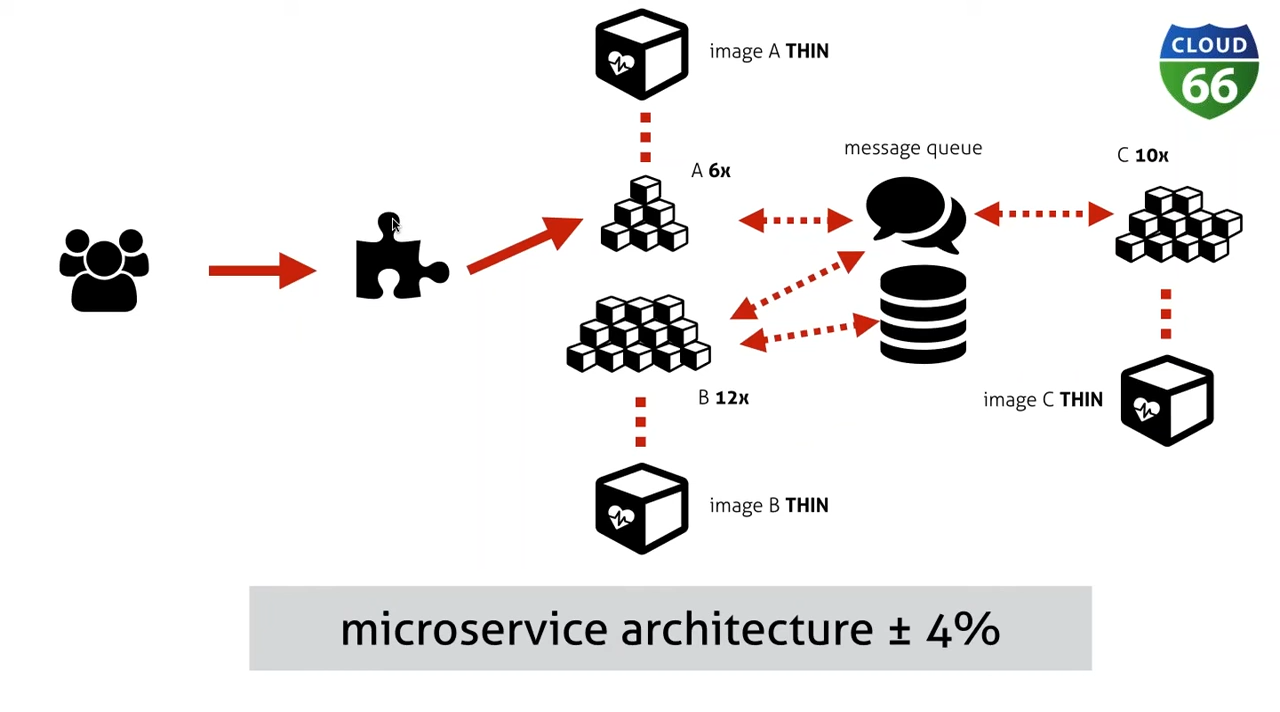 image A THIN
CLOUD
66
message queue
C 10x
A 6x
B 12x
image C THIN
image B THIN
microservice architecture ± 4%